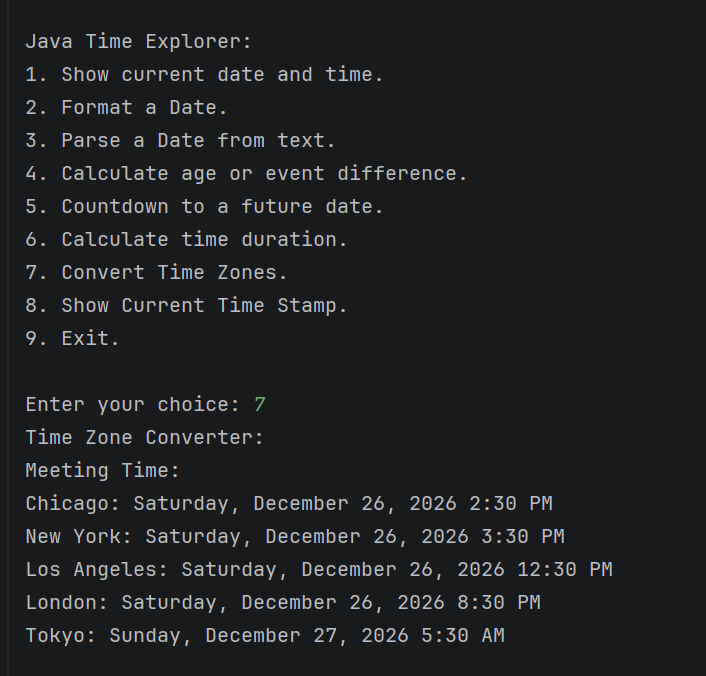 Java Time Explorer:
1. Show current date and time.
2. Format a Date.
3. Parse a Date from text.
4. Calculate age or event difference.
5. Countdown to a future date.
6. Calculate time duration.
7. Convert Time Zones.
8. Show Current Time Stamp.
9. Exit.
Enter your choice: 7
Time Zone Converter:
Meeting Time:
Chicago: Saturday, December 26, 2026 2:30 PM
New York: Saturday, December 26, 2026 3:30 PM
Los Angeles: Saturday, December 26, 2026 12:30 PM
London: Saturday, December 26, 2026 8:30 PM
Tokyo: Sunday, December 27, 2026 5:30 AM